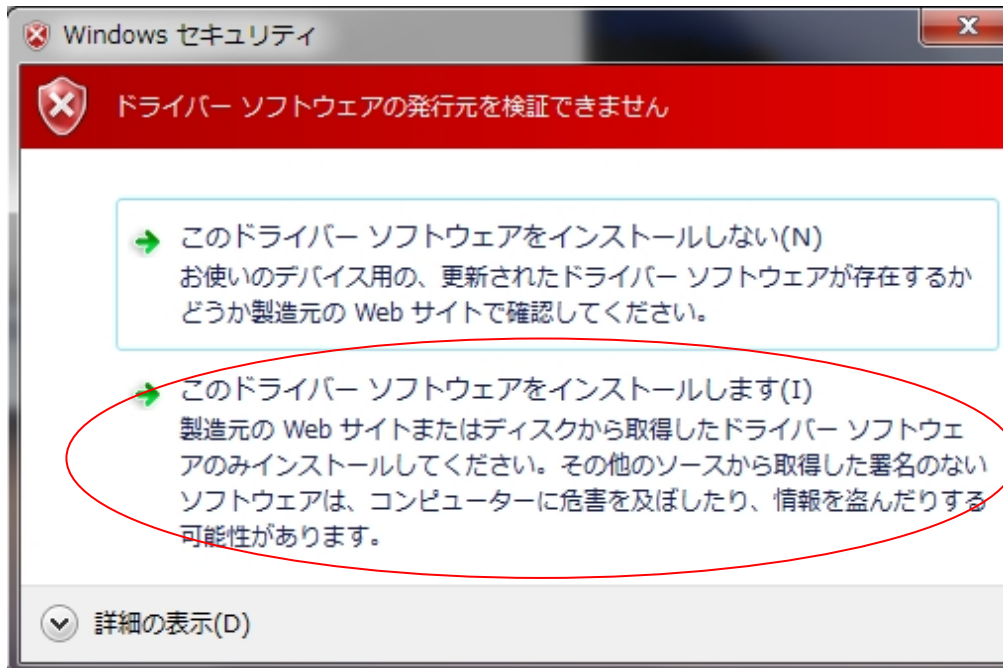 Windows セキュリティ
ドライバー ソフトウェアの発行元を検証できません
このドライバー ソフトウェアをインストールしない(N)
お使いのデバイス用の、更新されたドライバー ソフトウェアが存在するか
どうか製造元の Web サイトで確認してください。
このドライバー ソフトウェアをインストールします(I)
製造元の Web サイトまたはディスクから取得したドライバー ソフトウェ
アのみインストールしてください。その他のソースから取得した署名のない
ソフトウェアは、コンピューターに危害を及ぼしたり、情報を盗んだりする
可能性があります。
詳細の表示(D)